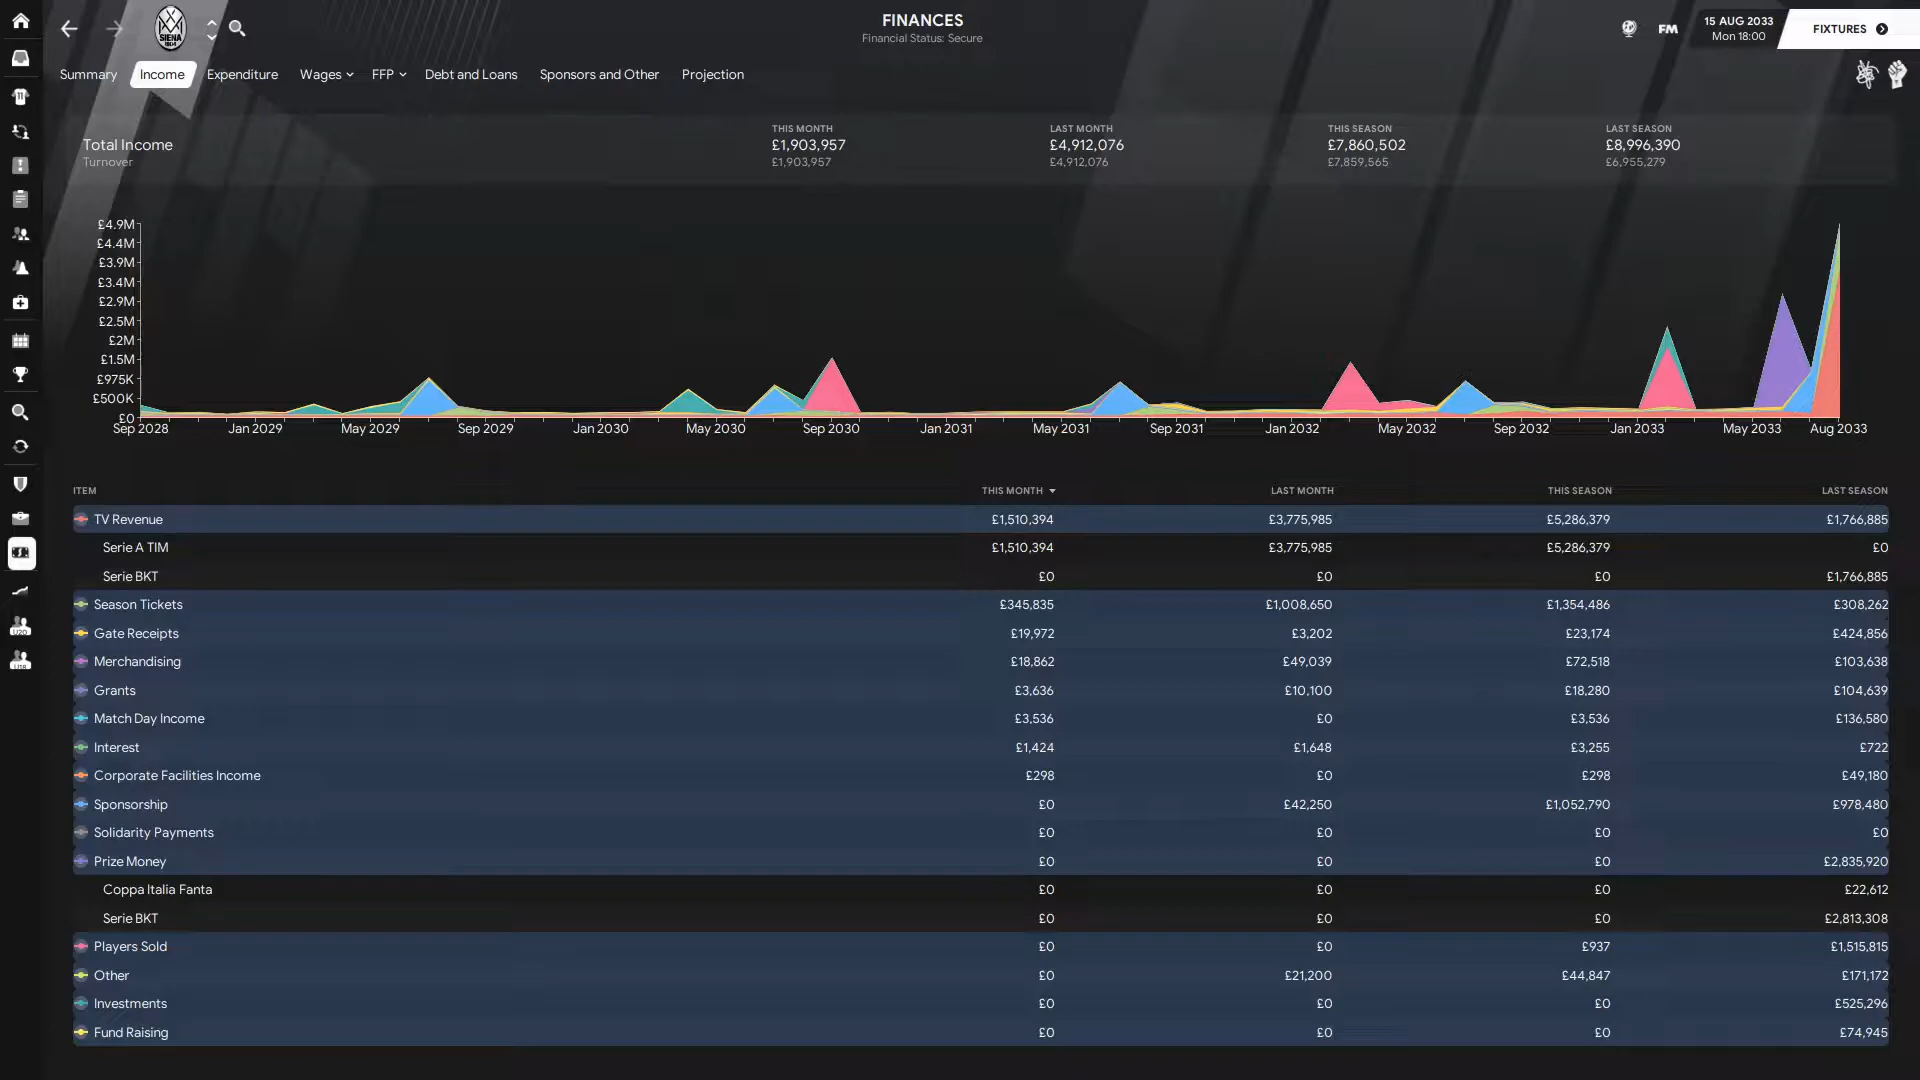 SIENA
1904
FINANCES
Financial Status: Secure
FM
15 AUG 2033
Mon 18:00
FIXTURES
Summary
Income
Expenditure
Wages
FFP
Debt and Loans
Sponsors and Other
Projection
Total Income
Turnover
THIS MONTH
£1,903,957
£1,903,957
LAST MONTH
£4,912,076
£4,912,076
THIS SEASON
£7,860,502
£7,859,565
LAST SEASON
£8,996,390
£6,955,279
£4.9M
£4.4M
£3.9M
£3.4M
£2.9M
£2.5M
£2M
£1.5M
£975K
£500K
£0
Sep 2028 Jan 2029 May 2029 Sep 2029 Jan 2030 May 2030 Sep 2030 Jan 2031 May 2031 Sep 2031 Jan 2032 May 2032 Sep 2032 Jan 2033 May 2033 Aug 2033
ITEM THIS MONTH LAST MONTH THIS SEASON LAST SEASON
TV Revenue £1,510,394 £3,775,985 £5,286,379 £1,766,885
Serie A TIM £1,510,394 £3,775,985 £5,286,379 £0
Serie BKT £0 £0 £0 £1,766,885
Season Tickets £345,835 £1,008,650 £1,354,486 £308,262
Gate Receipts £19,972 £3,202 £23,174 £424,856
Merchandising £18,862 £49,039 £72,518 £103,638
Grants £3,636 £10,100 £18,280 £104,639
Match Day Income £3,536 £0 £3,536 £136,580
Interest £1,424 £1,648 £3,255 £722
Corporate Facilities Income £298 £0 £298 £49,180
Sponsorship £0 £42,250 £1,052,790 £978,480
Solidarity Payments £0 £0 £0 £0
Prize Money £0 £0 £0 £2,835,920
Coppa Italia Fanta £0 £0 £0 £22,612
Serie BKT £0 £0 £0 £2,813,308
Players Sold £0 £0 £937 £1,515,815
Other £0 £21,200 £44,847 £171,172
Investments £0 £0 £0 £525,296
Fund Raising £0 £0 £0 £74,945
U20
U18